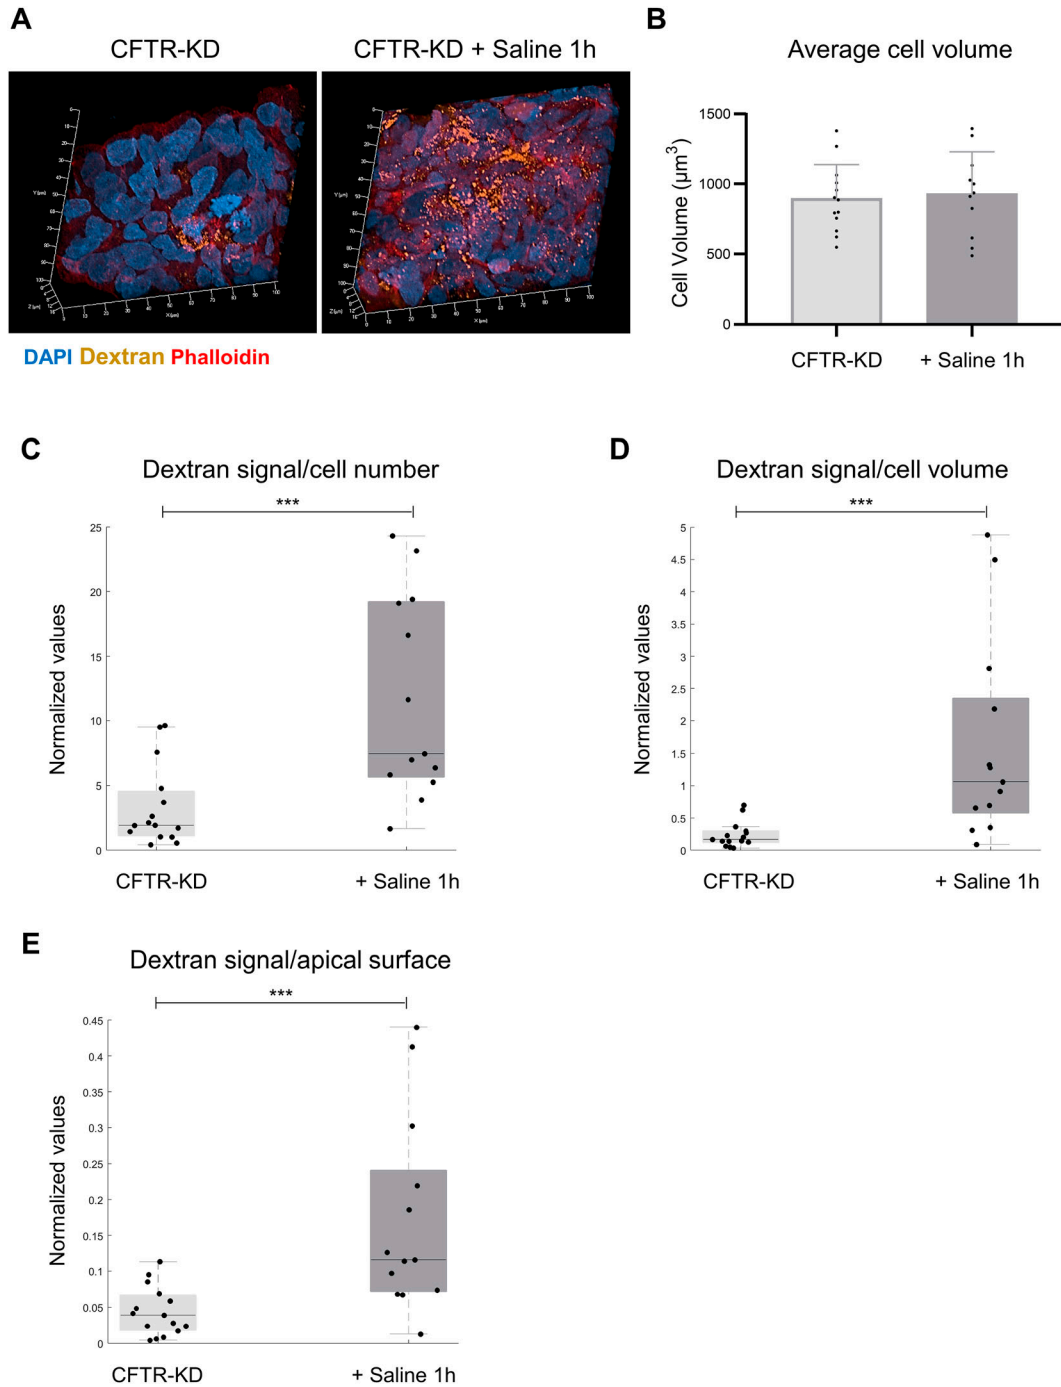 A
CFTR-KD
CFTR-KD + Saline 1h
DAPI Dextran Phalloidin
B
Average cell volume
Cell Volume (µm³)
1500
1000
500
0
CFTR-KD
+ Saline 1h
C
Dextran signal/cell number
***
Normalized values
25
20
15
10
5
0
CFTR-KD
+ Saline 1h
D
Dextran signal/cell volume
***
Normalized values
5
4.5
4
3.5
3
2.5
2
1.5
1
0.5
0
CFTR-KD
+ Saline 1h
E
Dextran signal/apical surface
***
Normalized values
0.45
0.4
0.35
0.3
0.25
0.2
0.15
0.1
0.05
0
CFTR-KD
+ Saline 1h